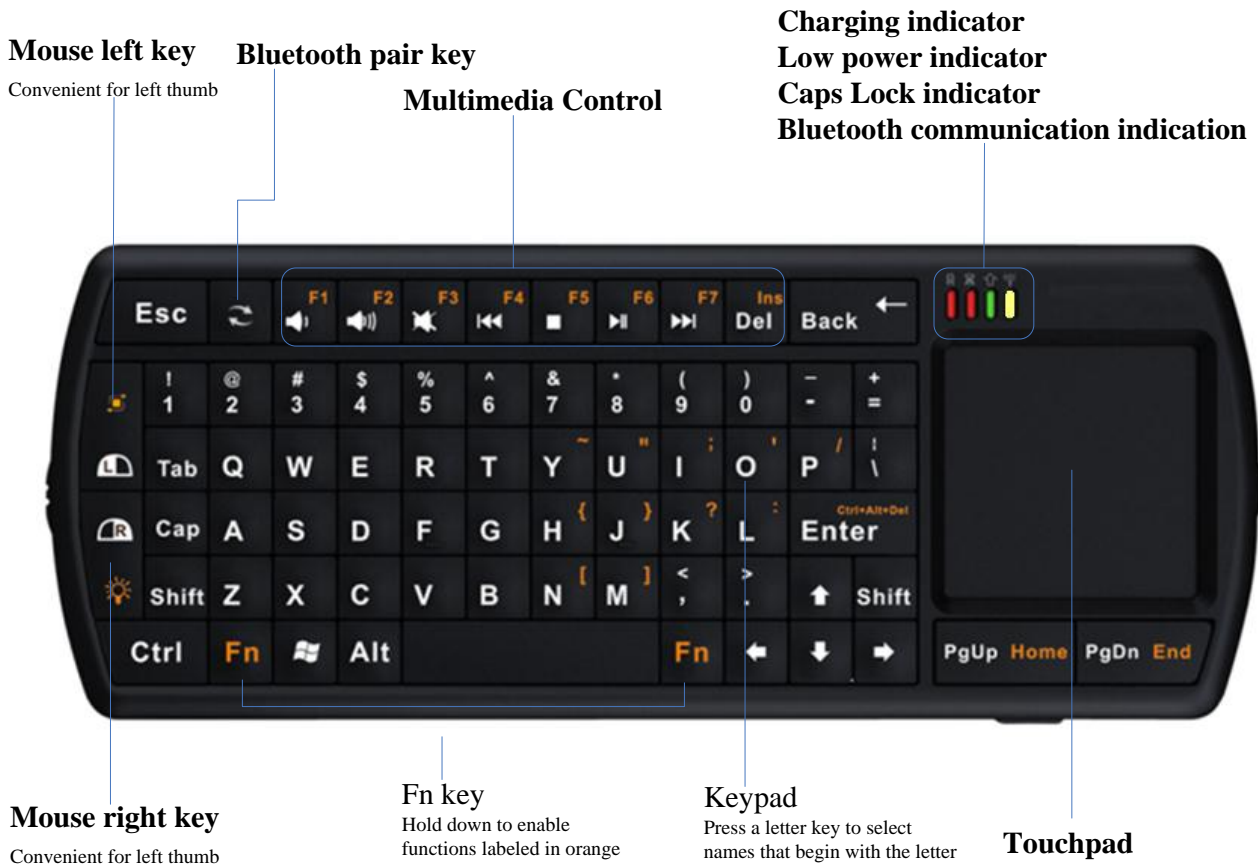 Charging indicator
Low power indicator
Caps Lock indicator
Bluetooth communication indication
Mouse left key
Convenient for left thumb
Bluetooth pair key
Multimedia Control
Esc F1 F2 F3 F4 F5 F6 F7 Ins Del Back
! @ # $ % ^ & * ( ) – +
1 2 3 4 5 6 7 8 9 0 - =
L Tab Q W E R T Y ~ U " I ; O ' P / ¦ \
R Cap A S D F G H { J } K ? L : Enter Ctrl+Alt+Del
Shift Z X C V B N [ M ] < , > . Shift
Ctrl Fn Alt Fn PgUp Home PgDn End
Mouse right key
Convenient for left thumb
Fn key
Hold down to enable
functions labeled in orange
Keypad
Press a letter key to select
names that begin with the letter
Touchpad